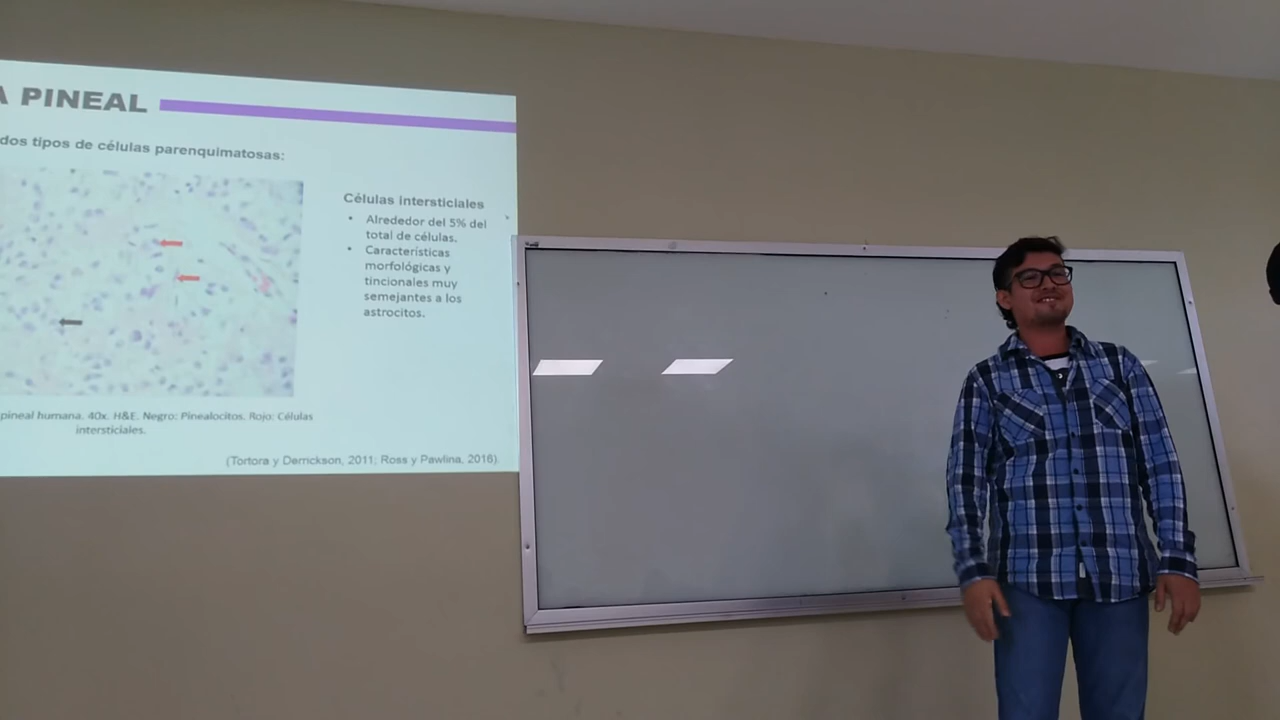 A PINEAL
dos tipos de células parenquimatosas:
Células intersticiales
• Alrededor del 5% del
total de células.
• Características
morfológicas y
tincionales muy
semejantes a los
astrocitos.
pineal humana. 40x. H&E. Negro: Pinealocitos. Rojo: Células
intersticiales.
(Tortora y Derrickson, 2011; Ross y Pawlina, 2016).